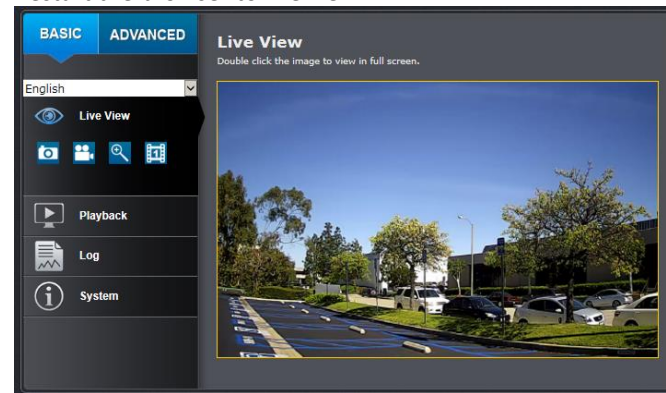 BASIC
ADVANCED
Live View
Double click the image to view in full screen.
English
Live View
1
Playback
Log
System